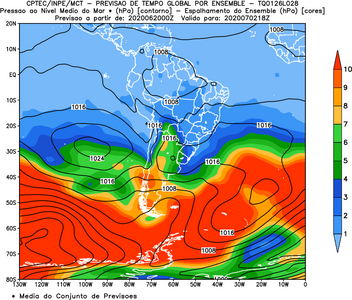 CPTEC/INPE/MCT - PREVISAO DE TEMPO GLOBAL POR ENSEMBLE - TQ0126L028
Pressao ao Nivel Medio do Mar * (hPa) [contorno] - Espalhamento do Ensemble (hPa) [cores]
Previsao a partir de: 2020062000Z Valido para: 2020070218Z
20N
10N
EQ
10S
20S
30S
40S
50S
60S
70S
80S
1008
1008
1016
1016
1016
1016
1016
1024
1016
1008
1016
1008
1008
10
9
8
7
6
5
4
3
2
1
130W 120W 110W 100W 90W 80W 70W 60W 50W 40W 30W 20W 10W 0
* Media do Conjunto de Previsoes